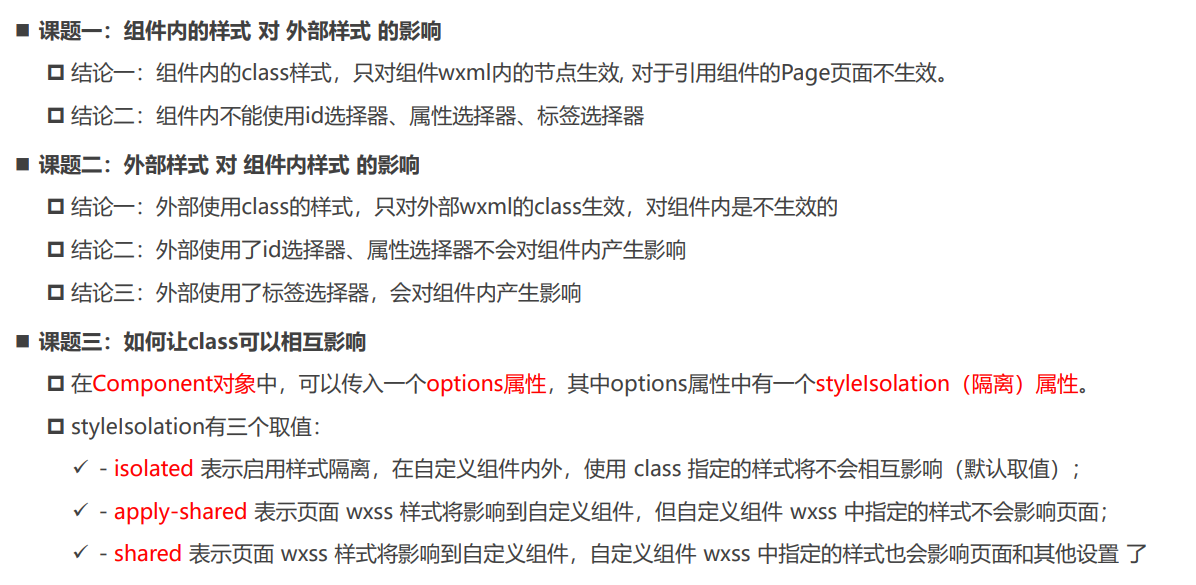 ■ 课题一：组件内的样式 对 外部样式 的影响
结论一：组件内的class样式，只对组件wxml内的节点生效, 对于引用组件的Page页面不生效。
结论二：组件内不能使用id选择器、属性选择器、标签选择器
■ 课题二：外部样式 对 组件内样式 的影响
结论一：外部使用class的样式，只对外部wxml的class生效，对组件内是不生效的
结论二：外部使用了id选择器、属性选择器不会对组件内产生影响
结论三：外部使用了标签选择器，会对组件内产生影响
■ 课题三：如何让class可以相互影响
在Component对象中，可以传入一个options属性，其中options属性中有一个styleIsolation（隔离）属性。
styleIsolation有三个取值：
✓ - isolated 表示启用样式隔离，在自定义组件内外，使用 class 指定的样式将不会相互影响（默认取值）；
✓ - apply-shared 表示页面 wxss 样式将影响到自定义组件，但自定义组件 wxss 中指定的样式不会影响页面；
✓ - shared 表示页面 wxss 样式将影响到自定义组件，自定义组件 wxss 中指定的样式也会影响页面和其他设置 了